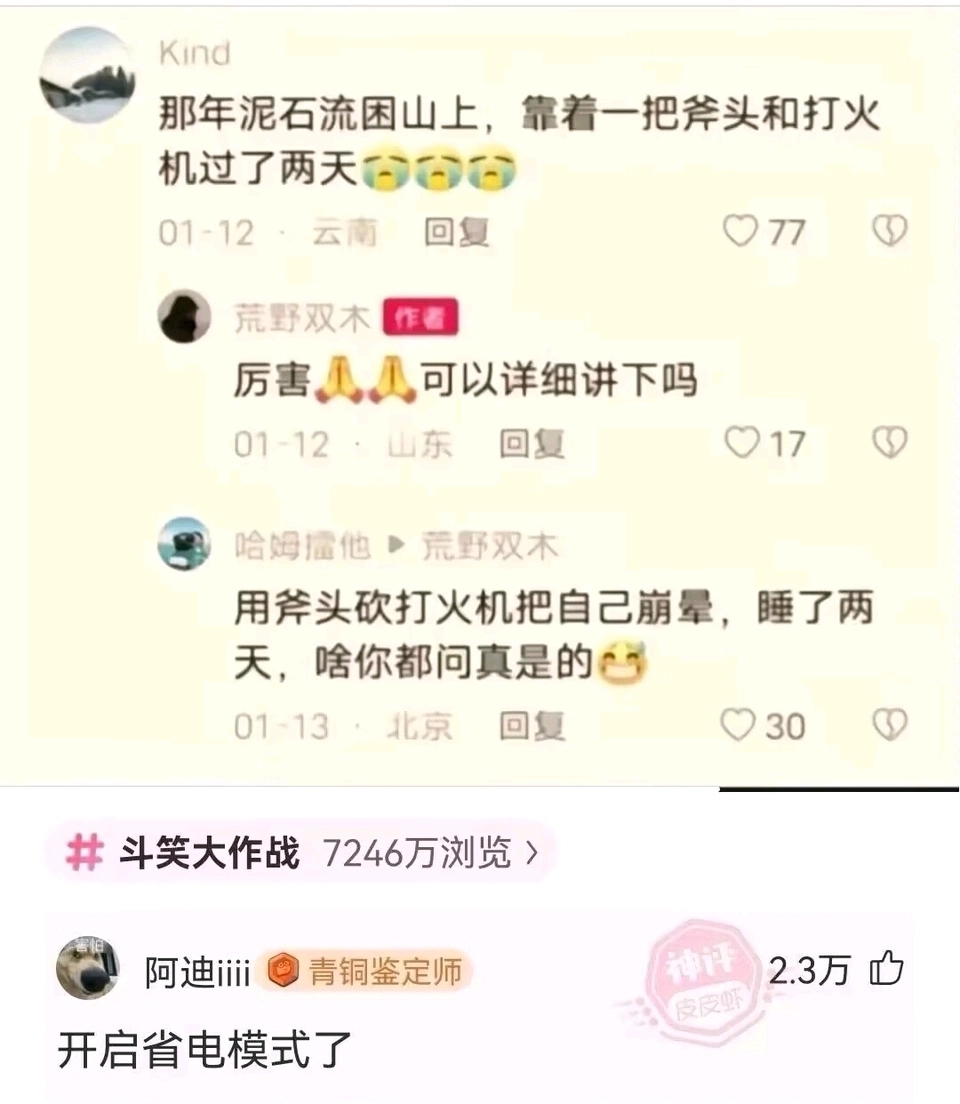 Kind
那年泥石流困山上，靠着一把斧头和打火
机过了两天😭😭😭
01-12 · 云南 回复 77
荒野双木 作者
厉害🙏🙏可以详细讲下吗
01-12 · 山东 回复 17
哈姆擂他 ▶ 荒野双木
用斧头砍打火机把自己崩晕，睡了两
天，啥你都问真是的😅
01-13 · 北京 回复 30
# 斗笑大作战 7246万浏览 >
害怕
阿迪iiii 青铜鉴定师 神评 皮皮虾 2.3万
开启省电模式了